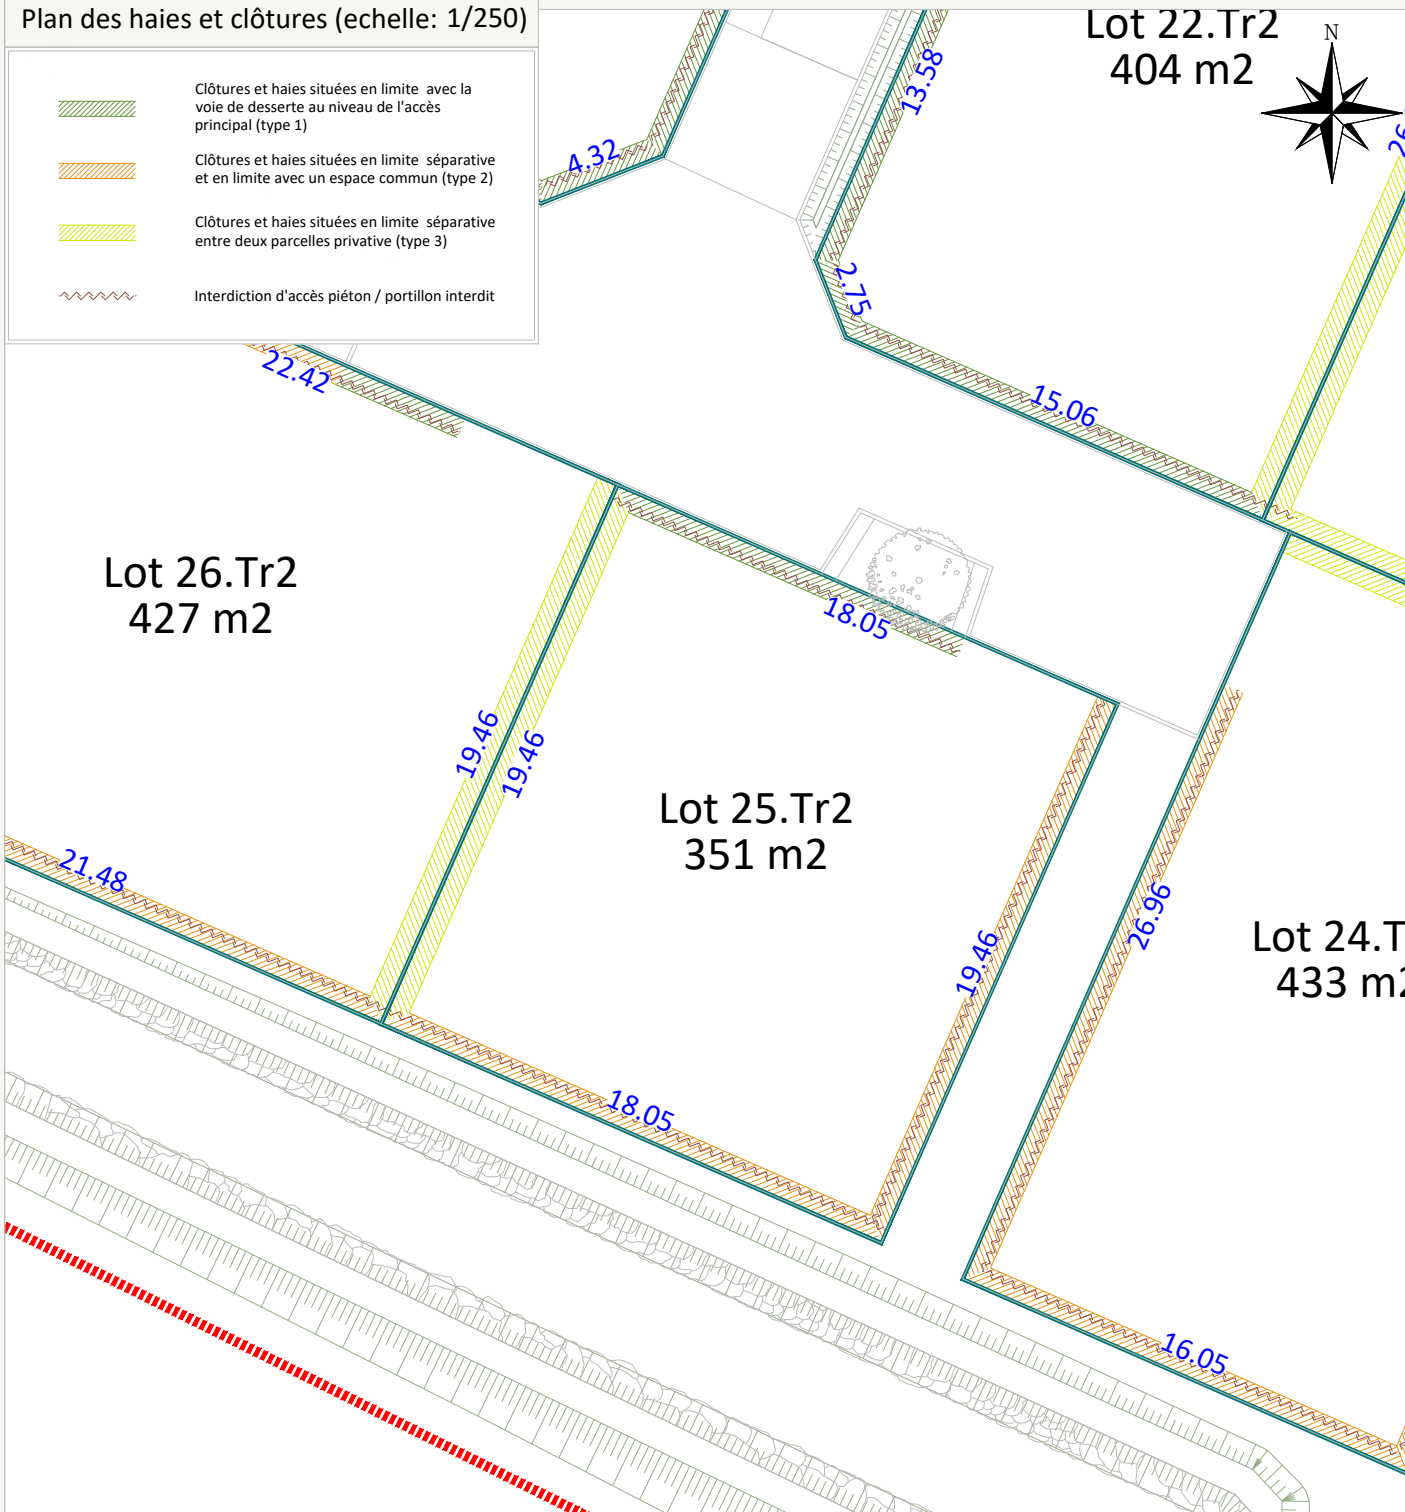 Plan des haies et clôtures (echelle: 1/250)
Clôtures et haies situées en limite avec la
voie de desserte au niveau de l'accès
principal (type 1)
Clôtures et haies situées en limite séparative
et en limite avec un espace commun (type 2)
Clôtures et haies situées en limite séparative
entre deux parcelles privative (type 3)
Interdiction d'accès piéton / portillon interdit
Lot 22.Tr2
404 m2
N
13.58
4.32
2.75
22.42
15.06
Lot 26.Tr2
427 m2
18.05
19.46
19.46
Lot 25.Tr2
351 m2
21.48
26.96
19.46
Lot 24.T
433 m2
18.05
16.05